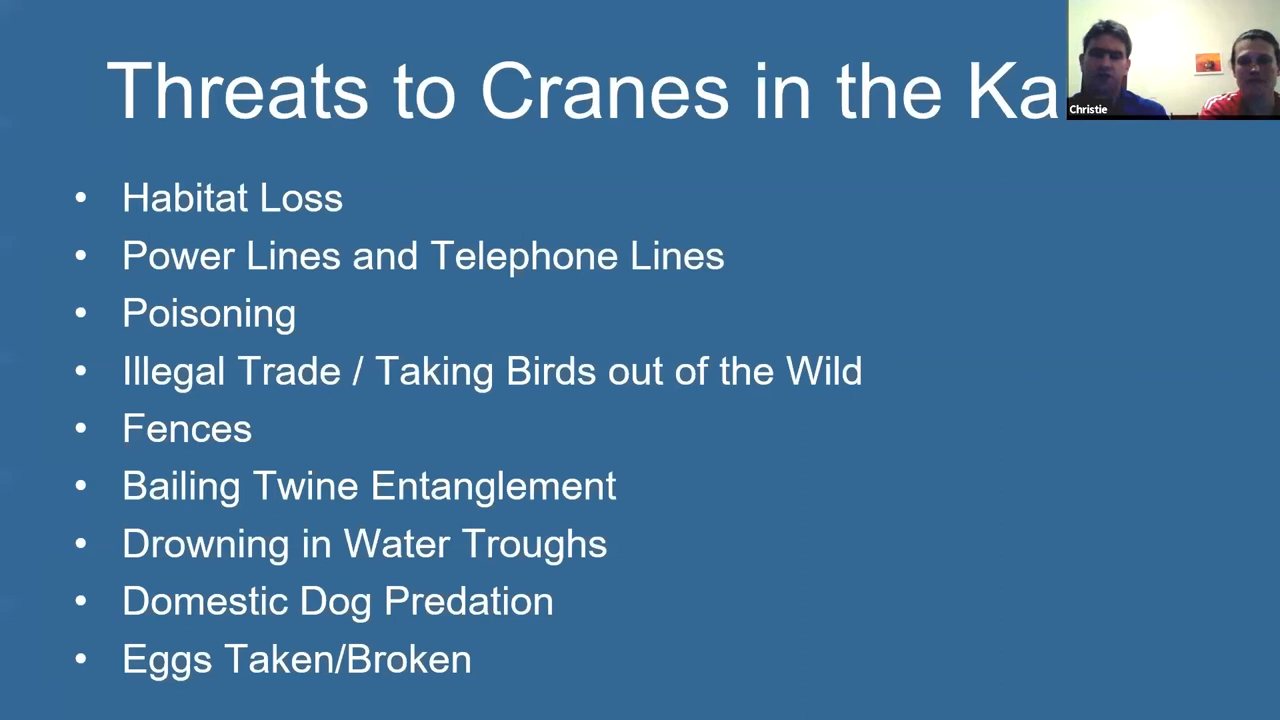 Threats to Cranes in the Ka
Christie
• Habitat Loss
• Power Lines and Telephone Lines
• Poisoning
• Illegal Trade / Taking Birds out of the Wild
• Fences
• Bailing Twine Entanglement
• Drowning in Water Troughs
• Domestic Dog Predation
• Eggs Taken/Broken